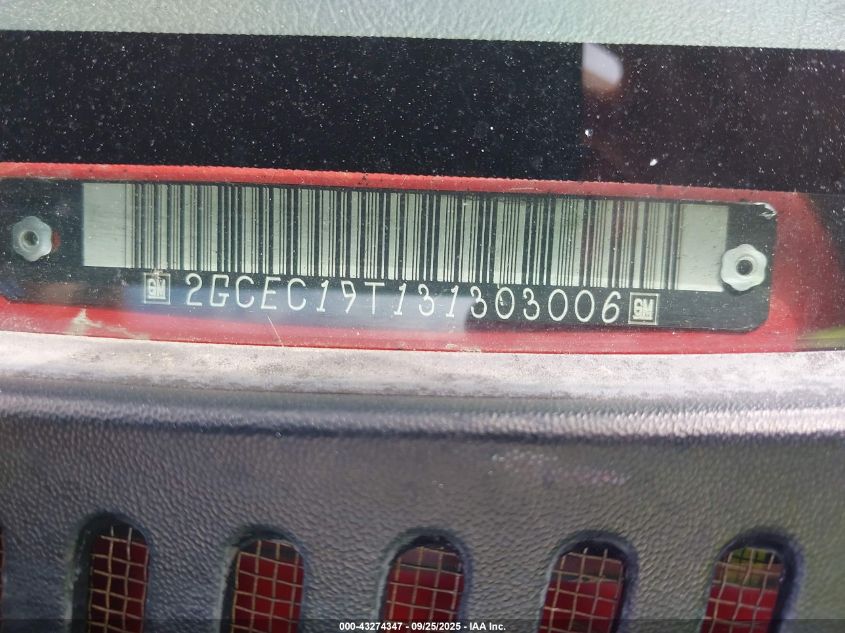 GM 2GCEC19T131303006 GM
000-43274347 • 09/25/2025 • IAA Inc.